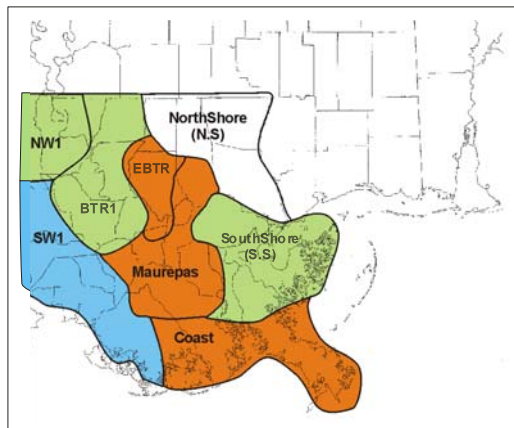 NorthShore
(N.S)
NW1
EBTR
BTR1
SW1
SouthShore
(S.S)
Maurepas
Coast